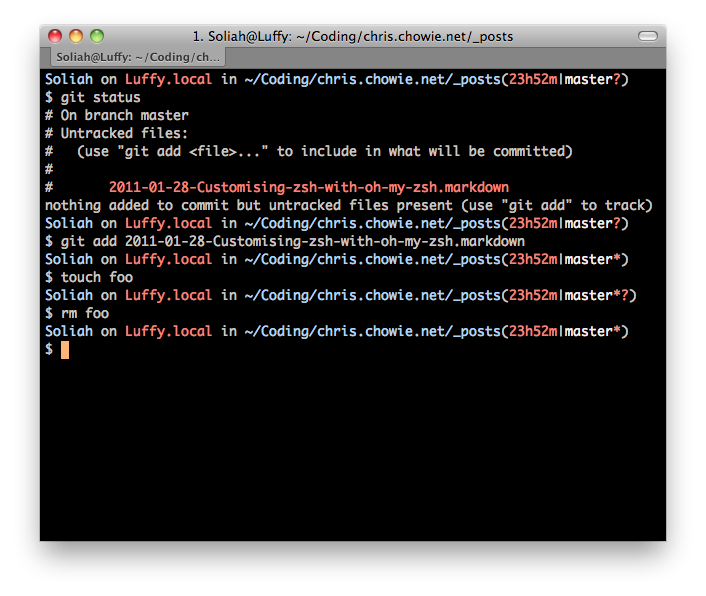 1. Soliah@Luffy: ~/Coding/chris.chowie.net/_posts
Soliah@Luffy: ~/Coding/ch...
Soliah on Luffy.local in ~/Coding/chris.chowie.net/_posts(23h52m|master?)
$ git status
# On branch master
# Untracked files:
#   (use "git add <file>..." to include in what will be committed)
#
#       2011-01-28-Customising-zsh-with-oh-my-zsh.markdown
nothing added to commit but untracked files present (use "git add" to track)
Soliah on Luffy.local in ~/Coding/chris.chowie.net/_posts(23h52m|master?)
$ git add 2011-01-28-Customising-zsh-with-oh-my-zsh.markdown
Soliah on Luffy.local in ~/Coding/chris.chowie.net/_posts(23h52m|master*)
$ touch foo
Soliah on Luffy.local in ~/Coding/chris.chowie.net/_posts(23h52m|master*?)
$ rm foo
Soliah on Luffy.local in ~/Coding/chris.chowie.net/_posts(23h52m|master*)
$